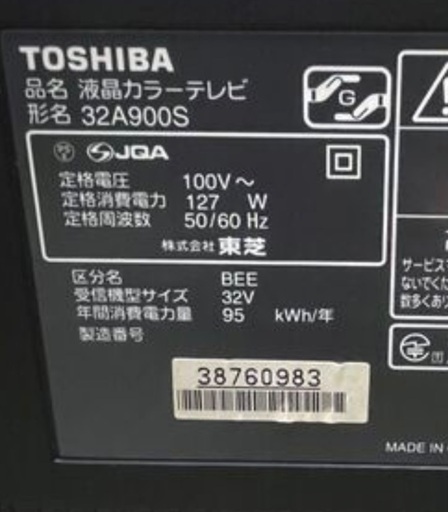 TOSHIBA
品名 液晶カラーテレビ
形名 32A900S
G
JQA
定格電圧 100V～
定格消費電力 127 W
定格周波数 50/60 Hz
株式会社 東芝
区分名 BEE
受信機型サイズ 32V
年間消費電力量 95 kWh/年
製造番号
38760983
サービスマ
ないでくだ
数多くあり
MADE IN